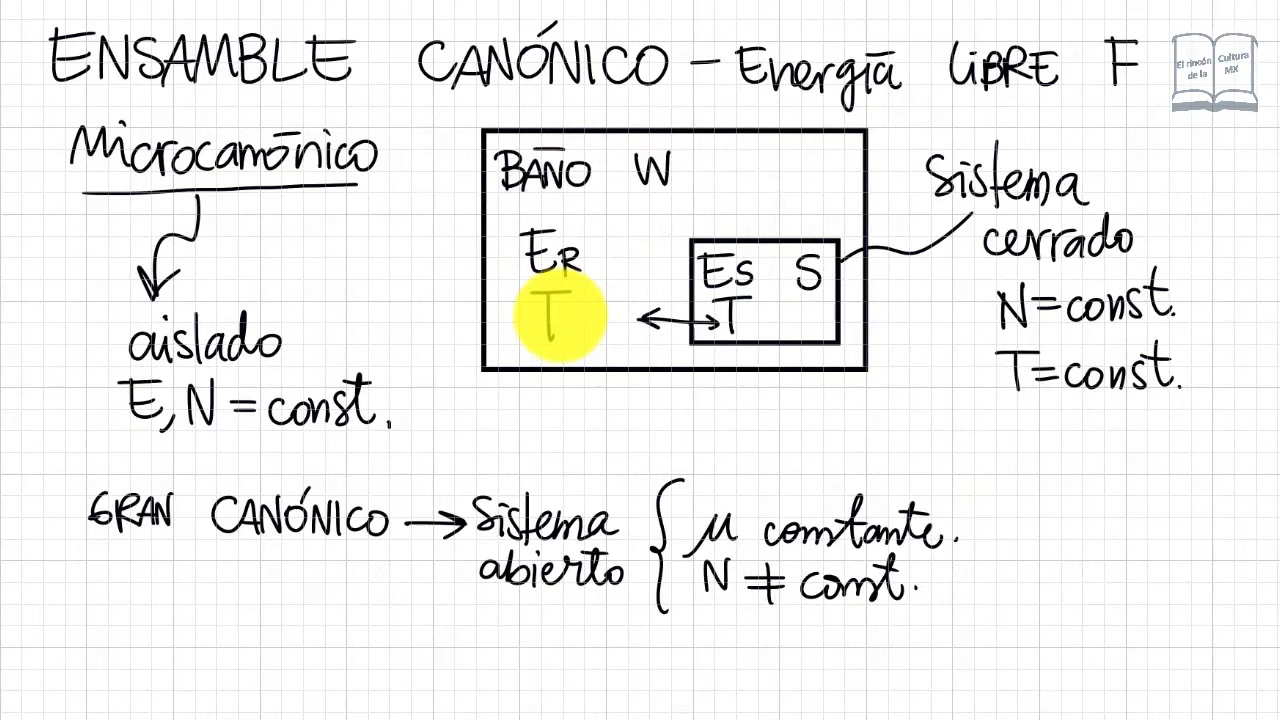 ENSAMBLE CANÓNICO - Energía LIBRE F
El rincón de la Cultura MX
Microcanónico
aislado
E, N = const.
BAÑO W
ER
T
ES S
T
Sistema
cerrado
N=const.
T=const.
GRAN CANÓNICO → Sistema abierto
μ constante.
N ≠ const.